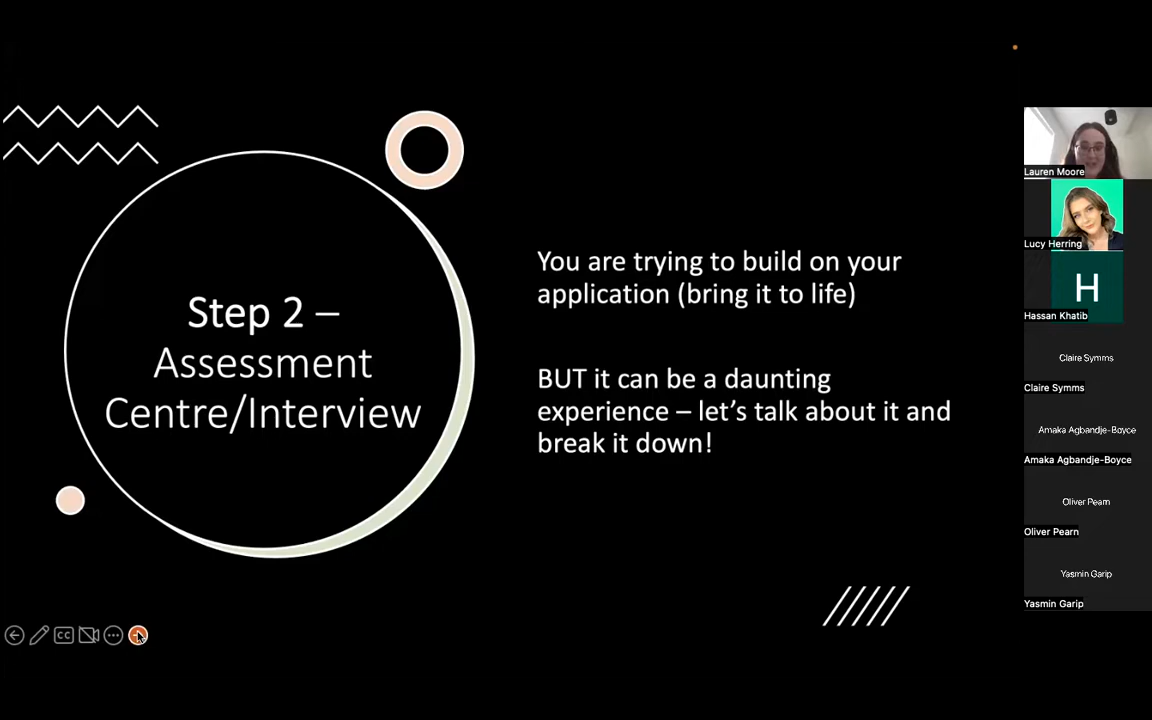 Step 2 –
Assessment
Centre/Interview
You are trying to build on your
application (bring it to life)
BUT it can be a daunting
experience – let’s talk about it and
break it down!
CC
Lauren Moore
Lucy Herring
H
Hassan Khatib
Claire Symms
Claire Symms
Amaka Agbandje-Boyce
Amaka Agbandje-Boyce
Oliver Pearn
Oliver Pearn
Yasmin Garip
Yasmin Garip